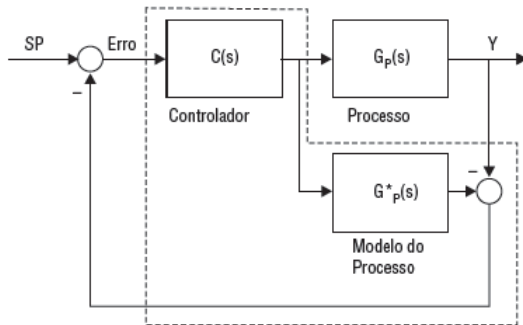 SP
Erro
C(s)
G_P(s)
Y
Controlador
Processo
G*_P(s)
Modelo do
Processo